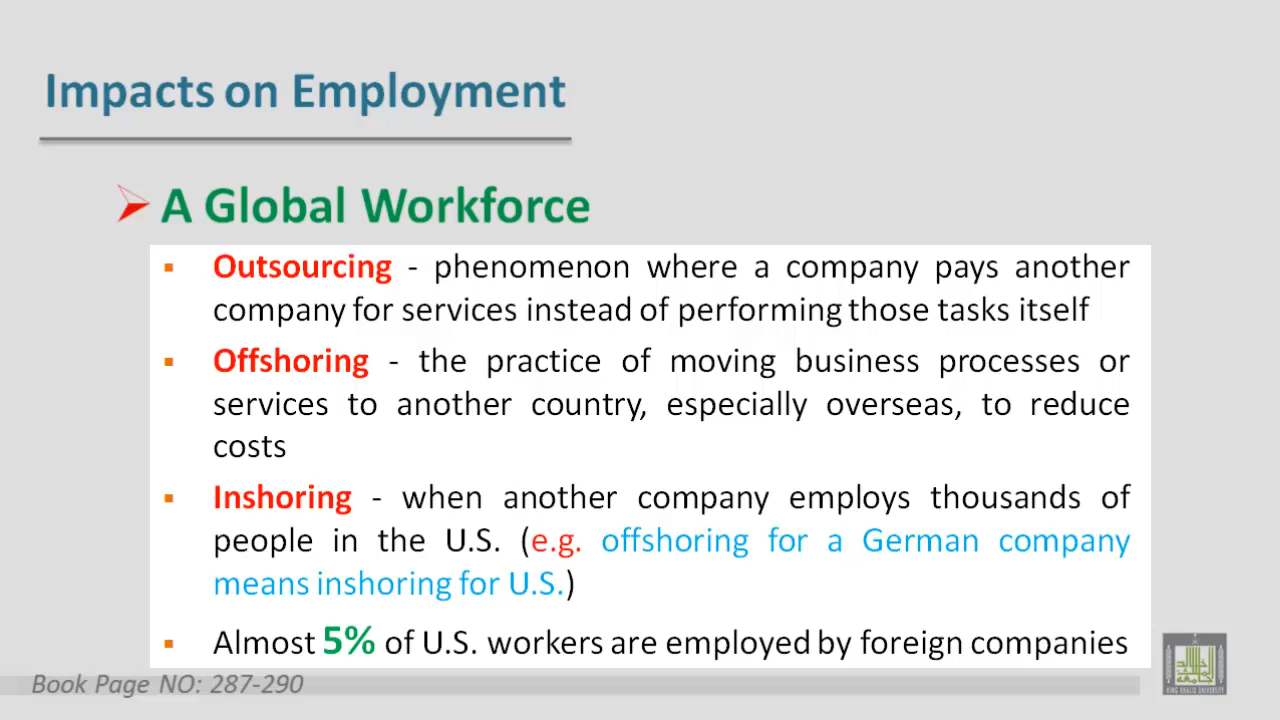 Impacts on Employment
A Global Workforce
Outsourcing - phenomenon where a company pays another
company for services instead of performing those tasks itself
Offshoring - the practice of moving business processes or
services to another country, especially overseas, to reduce
costs
Inshoring - when another company employs thousands of
people in the U.S. (e.g. offshoring for a German company
means inshoring for U.S.)
Almost 5% of U.S. workers are employed by foreign companies
Book Page NO: 287-290
KING KHALID UNIVERSITY